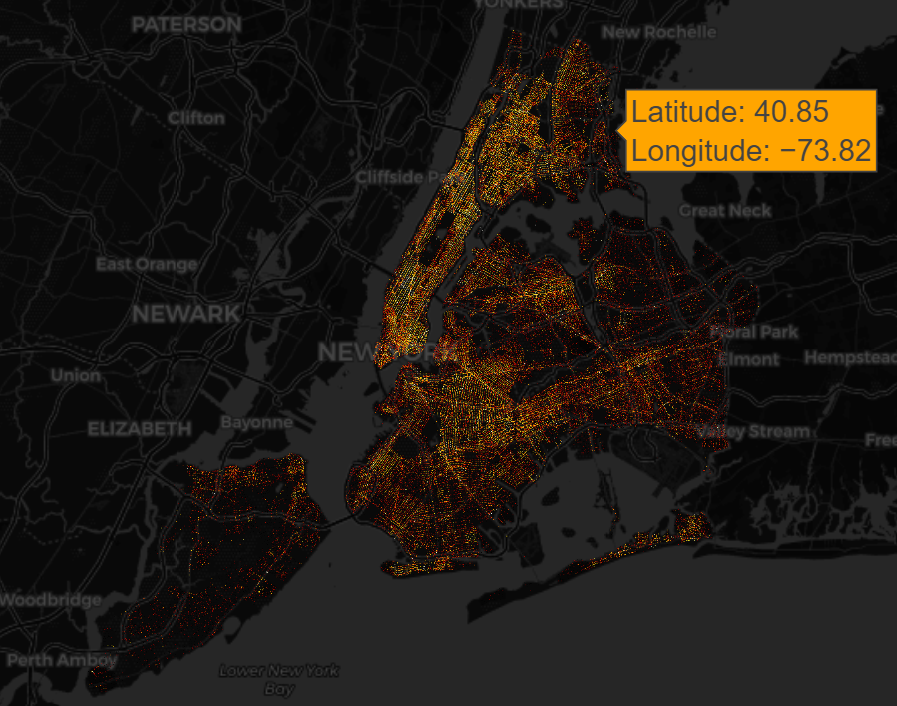 YONKERS
PATERSON
New Rochelle
Latitude: 40.85
Longitude: −73.82
Clifton
Cliffside Pa
Great Neck
East Orange
NEWARK
NEW YORK
Floral Park
Elmont
Hempstead
Union
ELIZABETH
Bayonne
Valley Stream
Free
Woodbridge
Perth Amboy
Lower New York
Bay